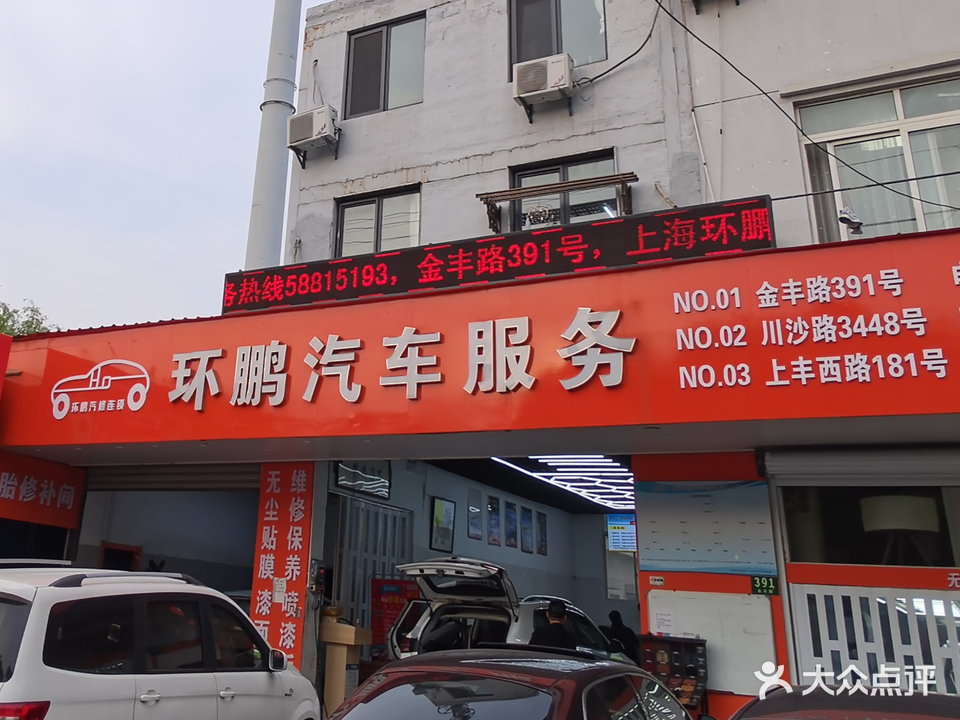 务热线58815193，金丰路391号，上海环鹏
环鹏汽车服务
环鹏汽修连锁
NO.01 金丰路391号
NO.02 川沙路3448号
NO.03 上丰西路181号
胎修补间
维修保养喷漆
无尘贴膜漆面
391
无
大众点评